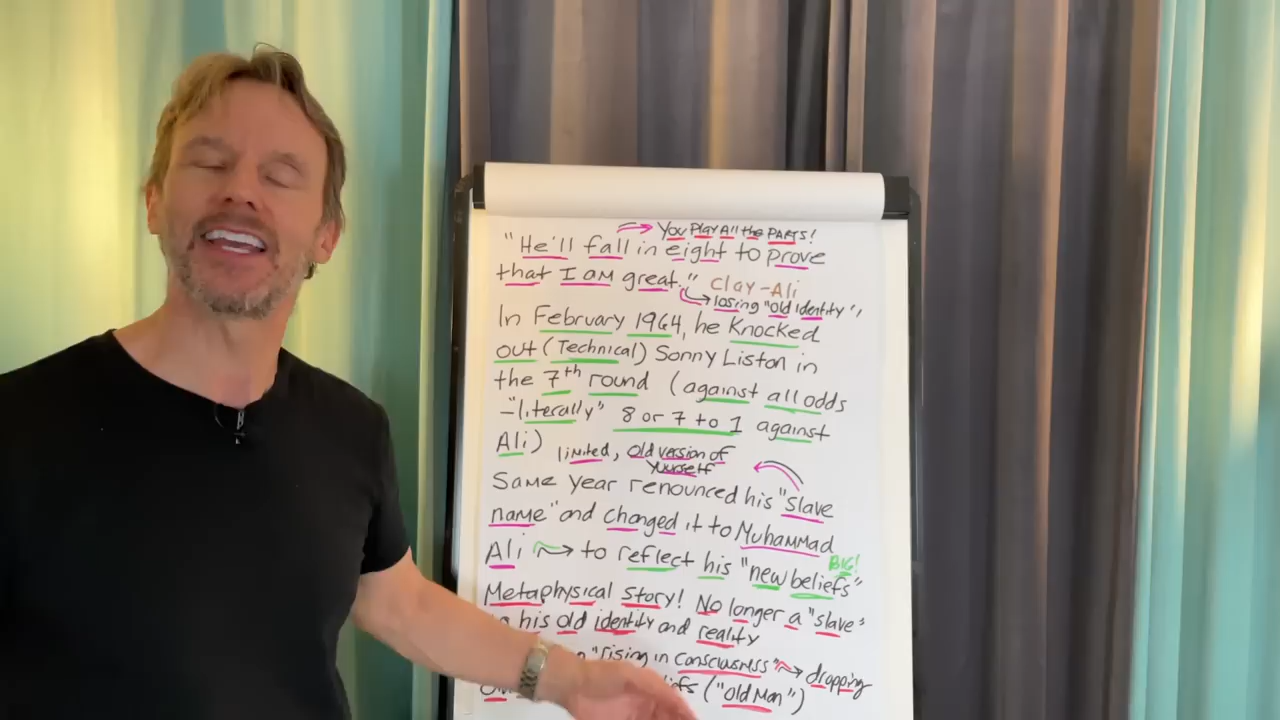 You Play All the PARTS!
"He'll fall in eight to prove
that I am great." Clay-Ali
losing "old identity",
In February 1964, he Knocked
out (Technical) Sonny Liston in
the 7th round (against all odds
-"literally" 8 or 7 to 1 against
Ali) limited, old version of
yourself
Same year renounced his "slave
name" and changed it to Muhammad
Ali → to reflect his "new beliefs"
BIG!
Metaphysical story! No longer a "slave"
his old identity and reality
"rising in consciousness" → dropping
("Old Man")